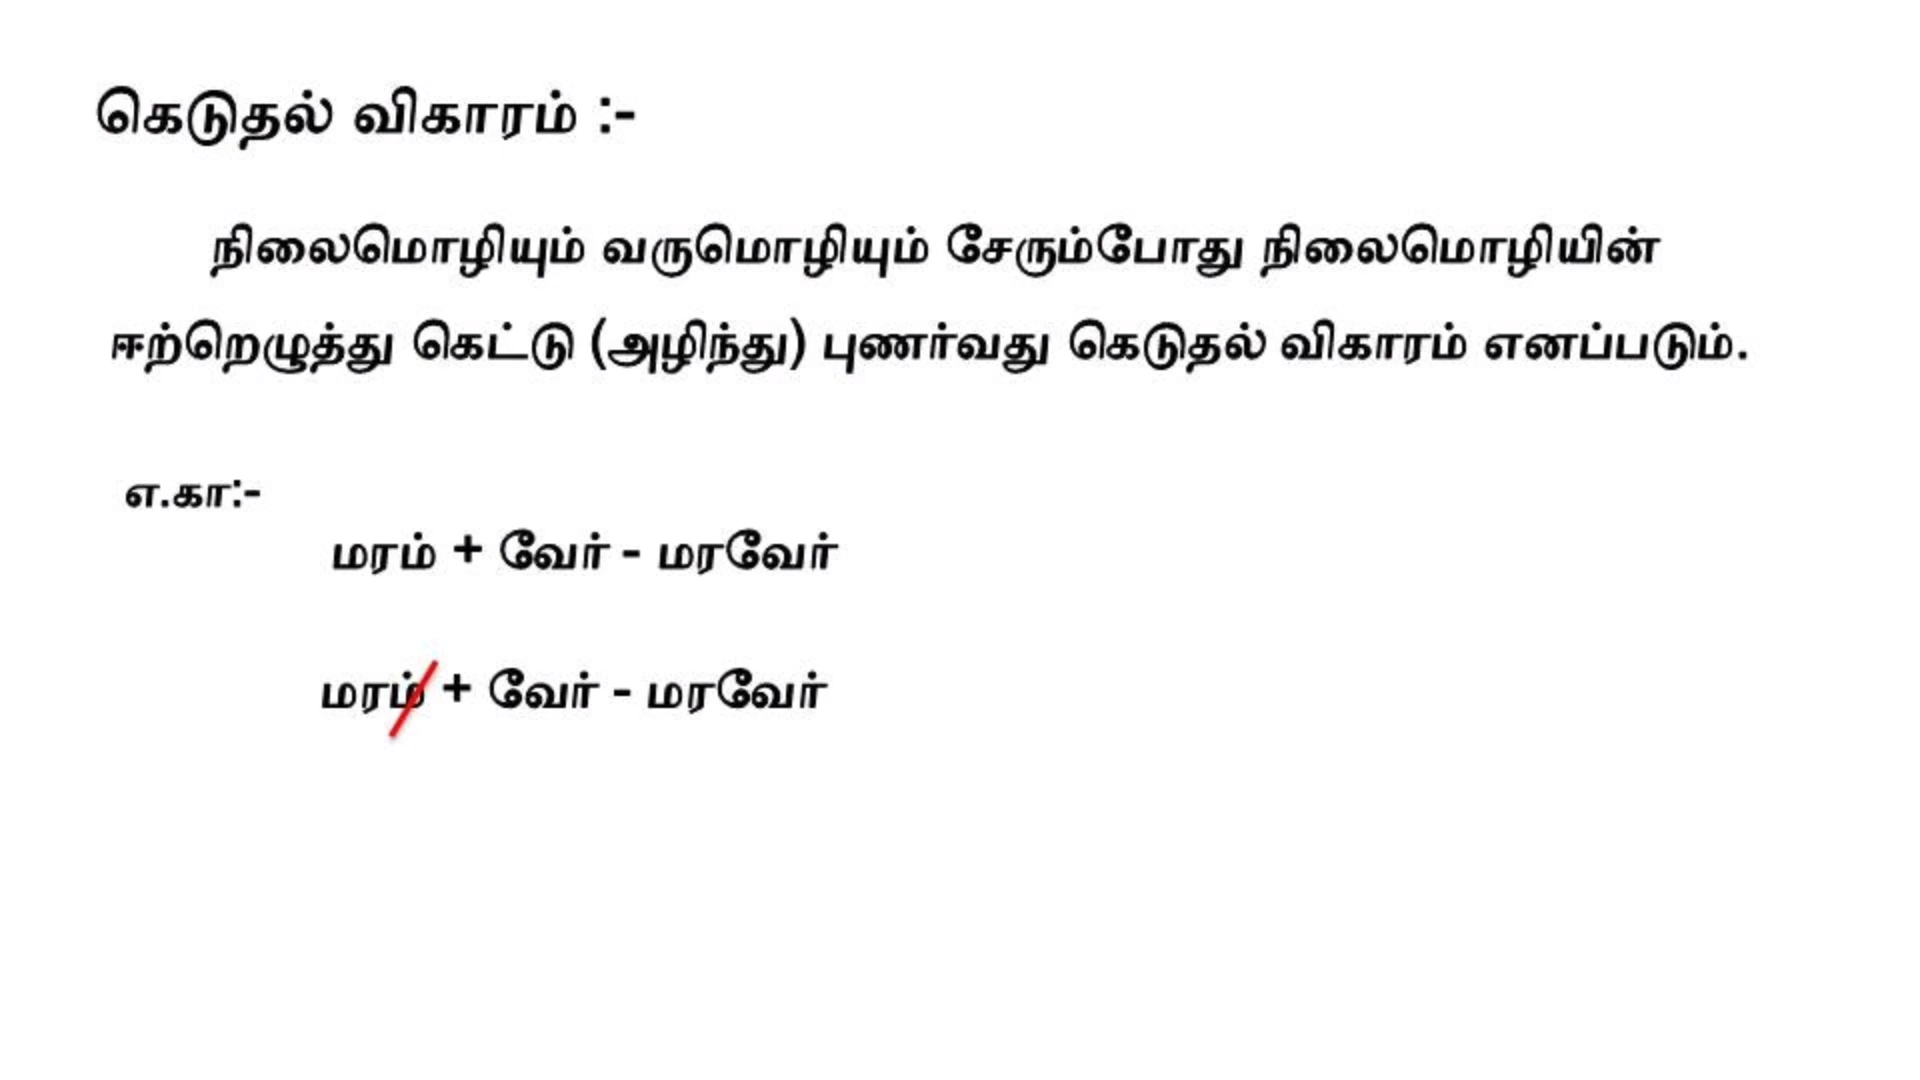 கெடுதல் விகாரம் :-
நிலைமொழியும் வருமொழியும் சேரும்போது நிலைமொழியின்
ஈற்றெழுத்து கெட்டு (அழிந்து) புணர்வது கெடுதல் விகாரம் எனப்படும்.
எ.கா:-
மரம் + வேர் - மரவேர்
மரம் + வேர் - மரவேர்